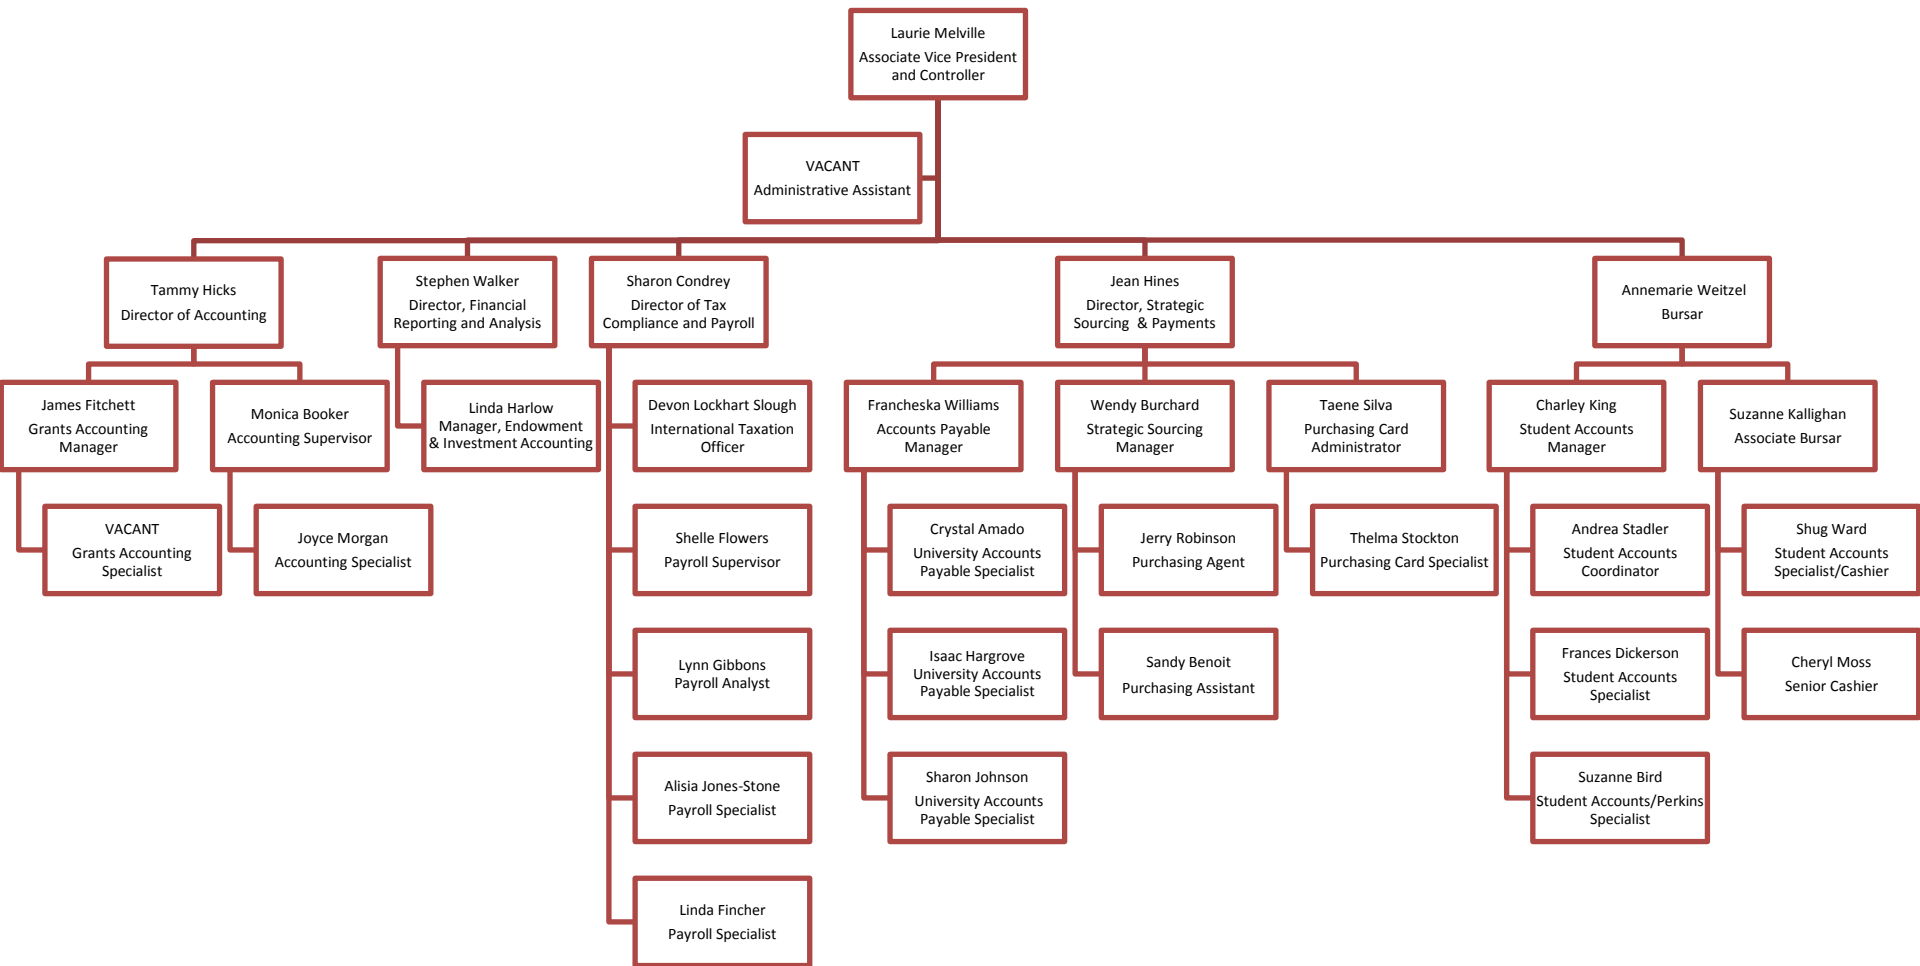 Laurie Melville
Associate Vice President
and Controller
VACANT
Administrative Assistant
Tammy Hicks
Director of Accounting
Stephen Walker
Director, Financial
Reporting and Analysis
Sharon Condrey
Director of Tax
Compliance and Payroll
Jean Hines
Director, Strategic
Sourcing & Payments
Annemarie Weitzel
Bursar
James Fitchett
Grants Accounting
Manager
Monica Booker
Accounting Supervisor
Linda Harlow
Manager, Endowment
& Investment Accounting
Devon Lockhart Slough
International Taxation
Officer
Francheska Williams
Accounts Payable
Manager
Wendy Burchard
Strategic Sourcing
Manager
Taene Silva
Purchasing Card
Administrator
Charley King
Student Accounts
Manager
Suzanne Kallighan
Associate Bursar
VACANT
Grants Accounting
Specialist
Joyce Morgan
Accounting Specialist
Shelle Flowers
Payroll Supervisor
Crystal Amado
University Accounts
Payable Specialist
Jerry Robinson
Purchasing Agent
Thelma Stockton
Purchasing Card Specialist
Andrea Stadler
Student Accounts
Coordinator
Shug Ward
Student Accounts
Specialist/Cashier
Lynn Gibbons
Payroll Analyst
Isaac Hargrove
University Accounts
Payable Specialist
Sandy Benoit
Purchasing Assistant
Frances Dickerson
Student Accounts
Specialist
Cheryl Moss
Senior Cashier
Alisia Jones-Stone
Payroll Specialist
Sharon Johnson
University Accounts
Payable Specialist
Suzanne Bird
Student Accounts/Perkins
Specialist
Linda Fincher
Payroll Specialist